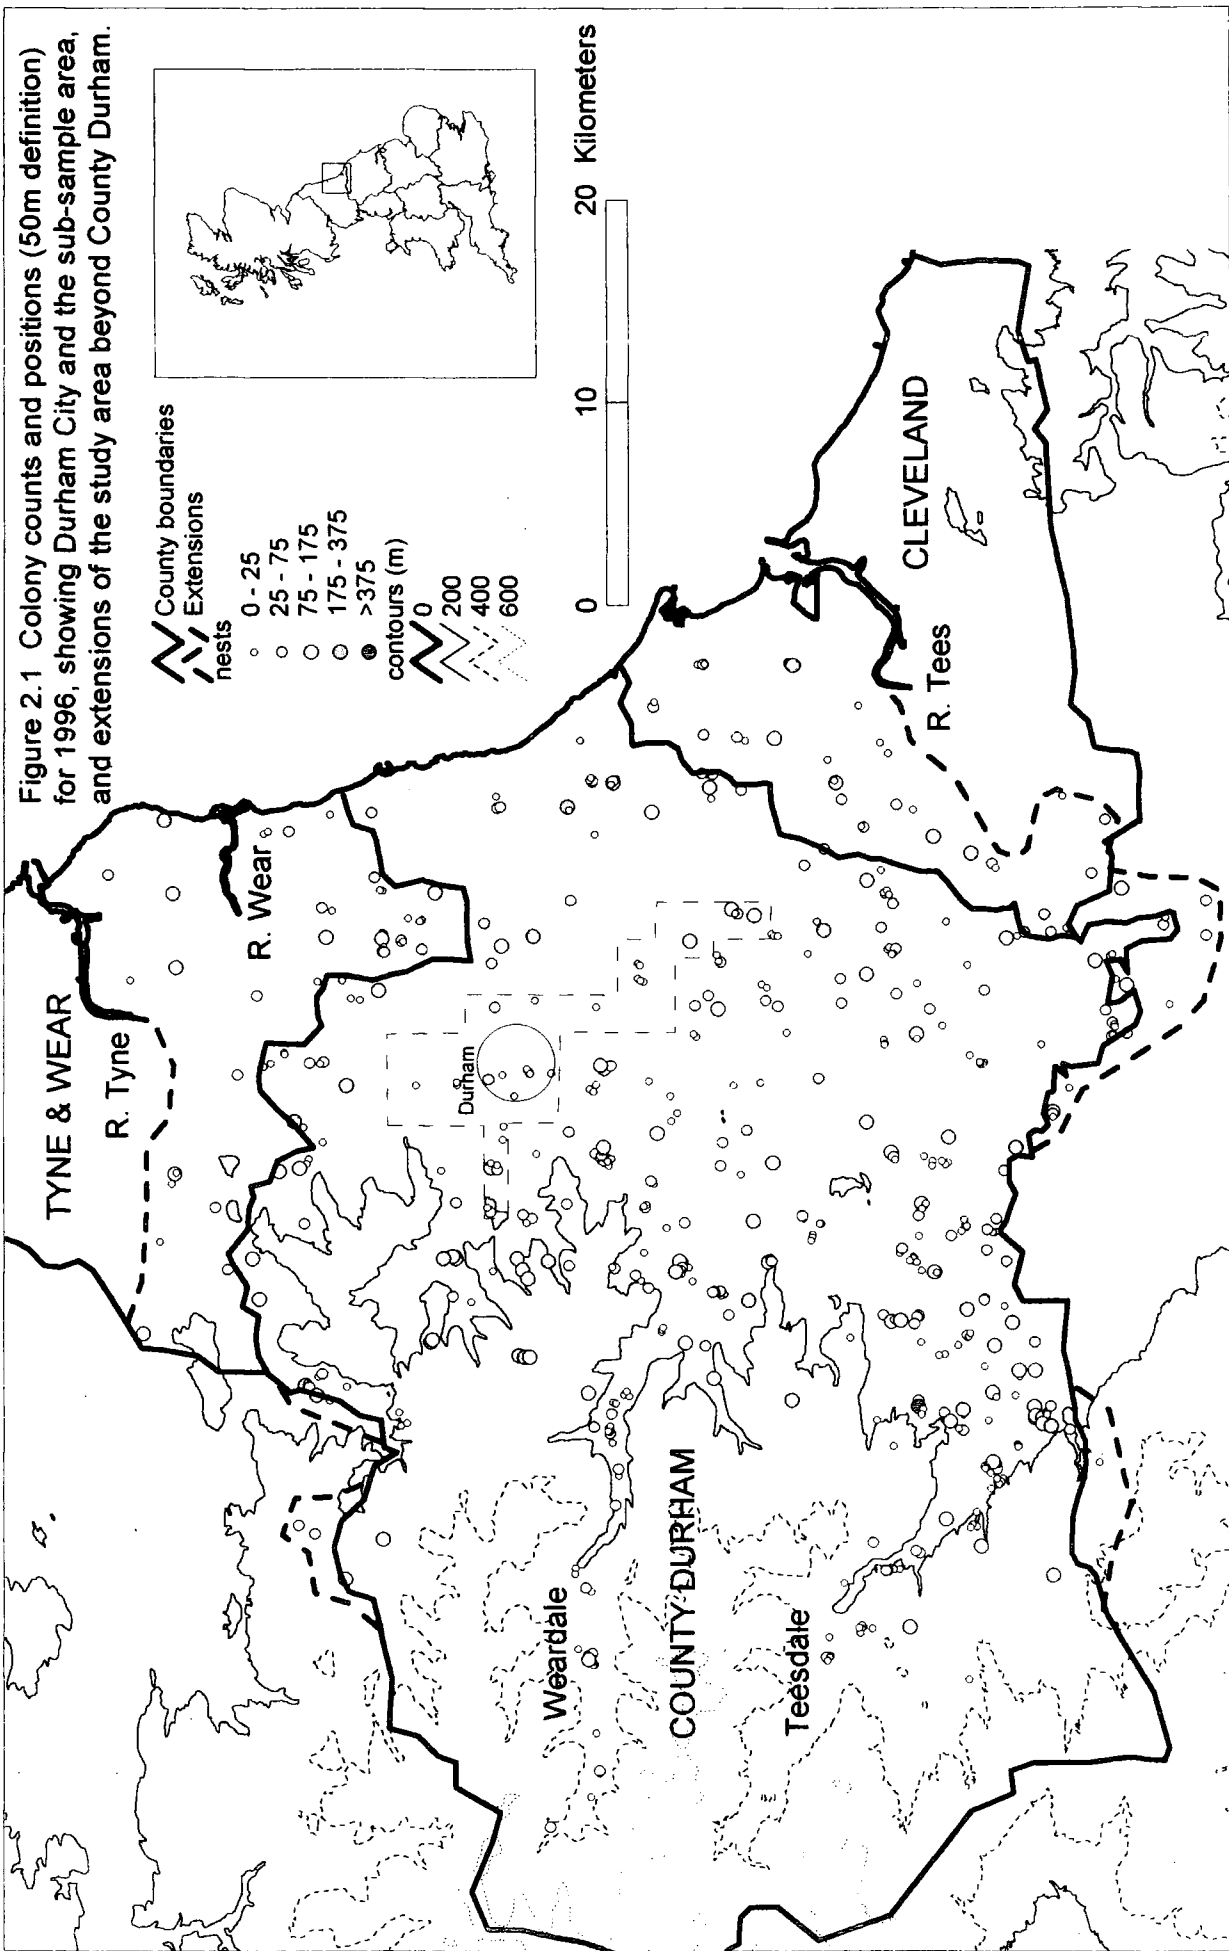 Figure 2.1 Colony counts and positions (50m definition)
for 1996, showing Durham City and the sub-sample area,
and extensions of the study area beyond County Durham.
County boundaries
Extensions
nests
0 - 25
25 - 75
75 - 175
175 - 375
>375
contours (m)
0
200
400
600
0
10
20 Kilometers
TYNE & WEAR
R. Tyne
R. Wear
Durham
CLEVELAND
R. Tees
Weardale
COUNTY DURHAM
Teesdale